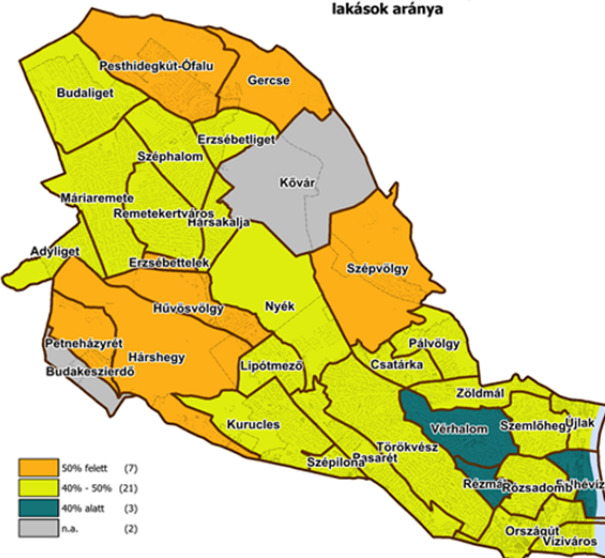 lakások aránya
Pesthidegkút-Ófalu
Gercse
Budaliget
Erzsébetliget
Széphalom
Kővár
Máriaremete
Remetekertváros
Hársakalja
Adyliget
Erzsébettelek
Szépvölgy
Hűvösvölgy
Nyék
Petneházyrét
Hárshegy
Pálvölgy
Budakeszierdő
Lipótmező
Csatárka
Zöldmál
Kurucles
Vérhalom
Szemlőhegy
Újlak
Törökvész
Pasarét
Szépilona
Rézmál
Rózsadomb
Országút
Víziváros
50% felett (7)
40% - 50% (21)
40% alatt (3)
n.a. (2)